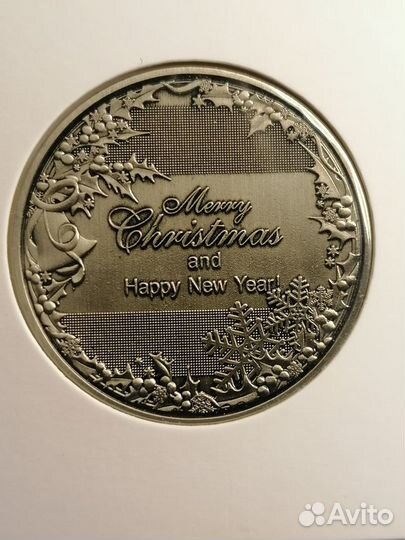 Merry
Christmas
and
Happy New Year!
Avito